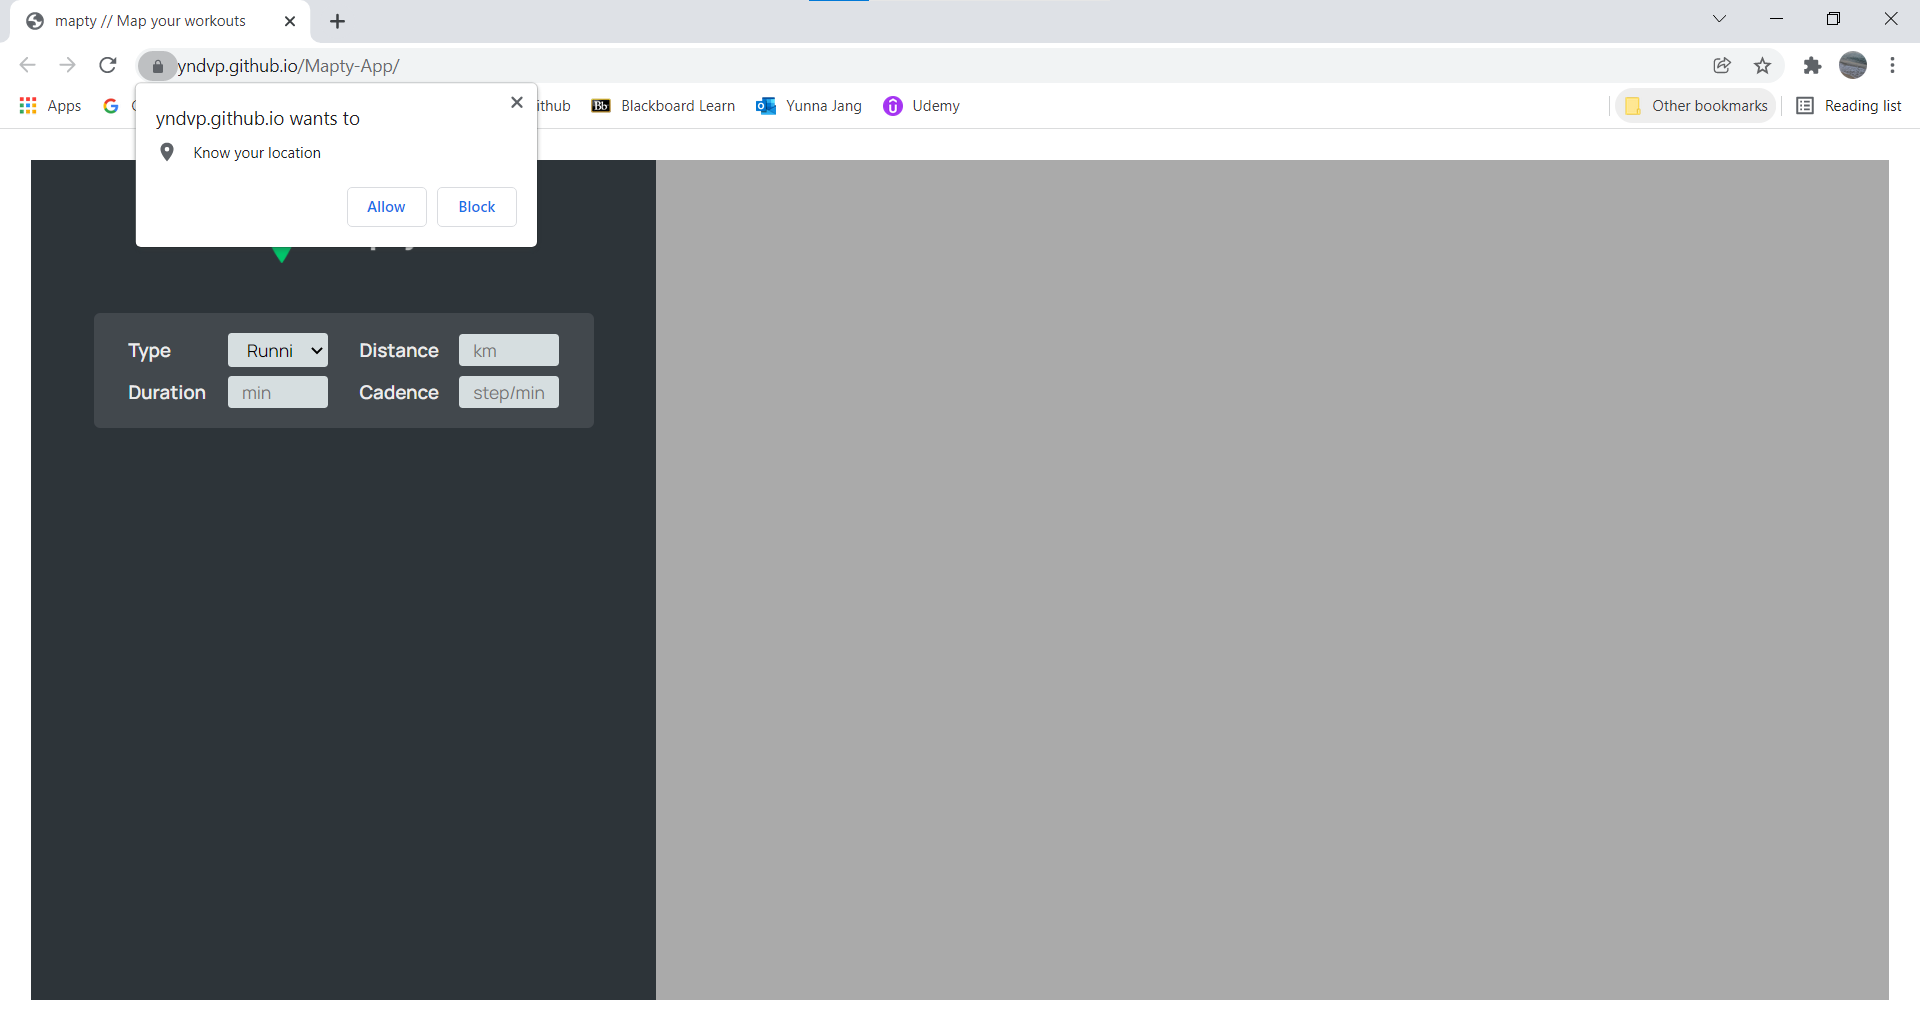 mapty // Map your workouts
yndvp.github.io/Mapty-App/
Apps
Blackboard Learn
Yunna Jang
Udemy
Other bookmarks
Reading list
yndvp.github.io wants to
Know your location
Allow
Block
Type
Runni
Distance
km
Duration
min
Cadence
step/min